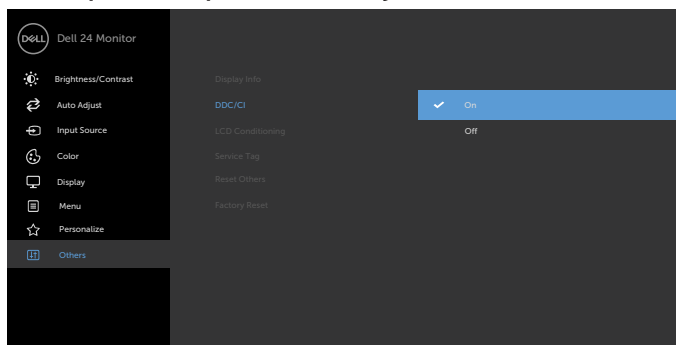 DELL
Dell 24 Monitor
Brightness/Contrast
Auto Adjust
Input Source
Color
Display
Menu
Personalize
Others
Display Info
DDC/CI
LCD Conditioning
Service Tag
Reset Others
Factory Reset
On
Off